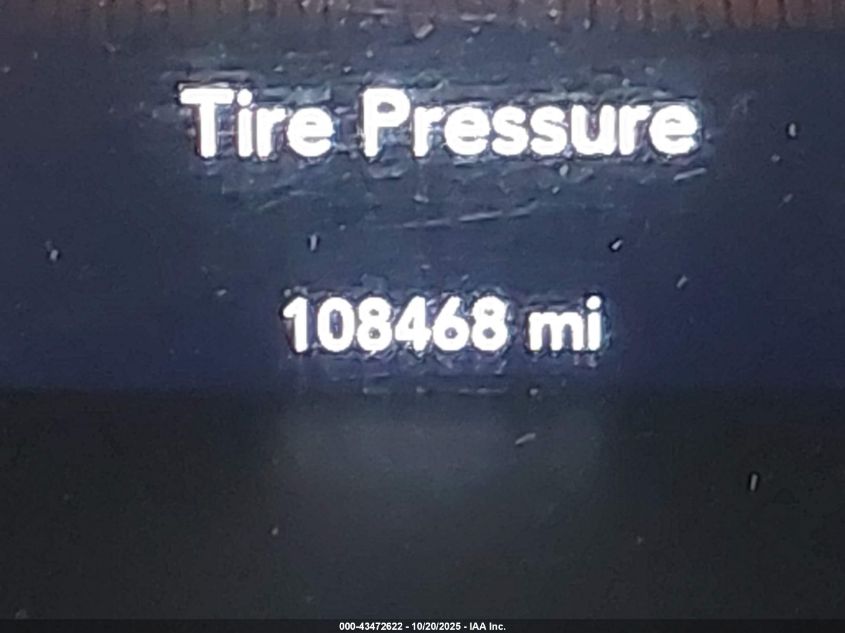 Tire Pressure
108468 mi
000-43472622 - 10/20/2025 - IAA Inc.